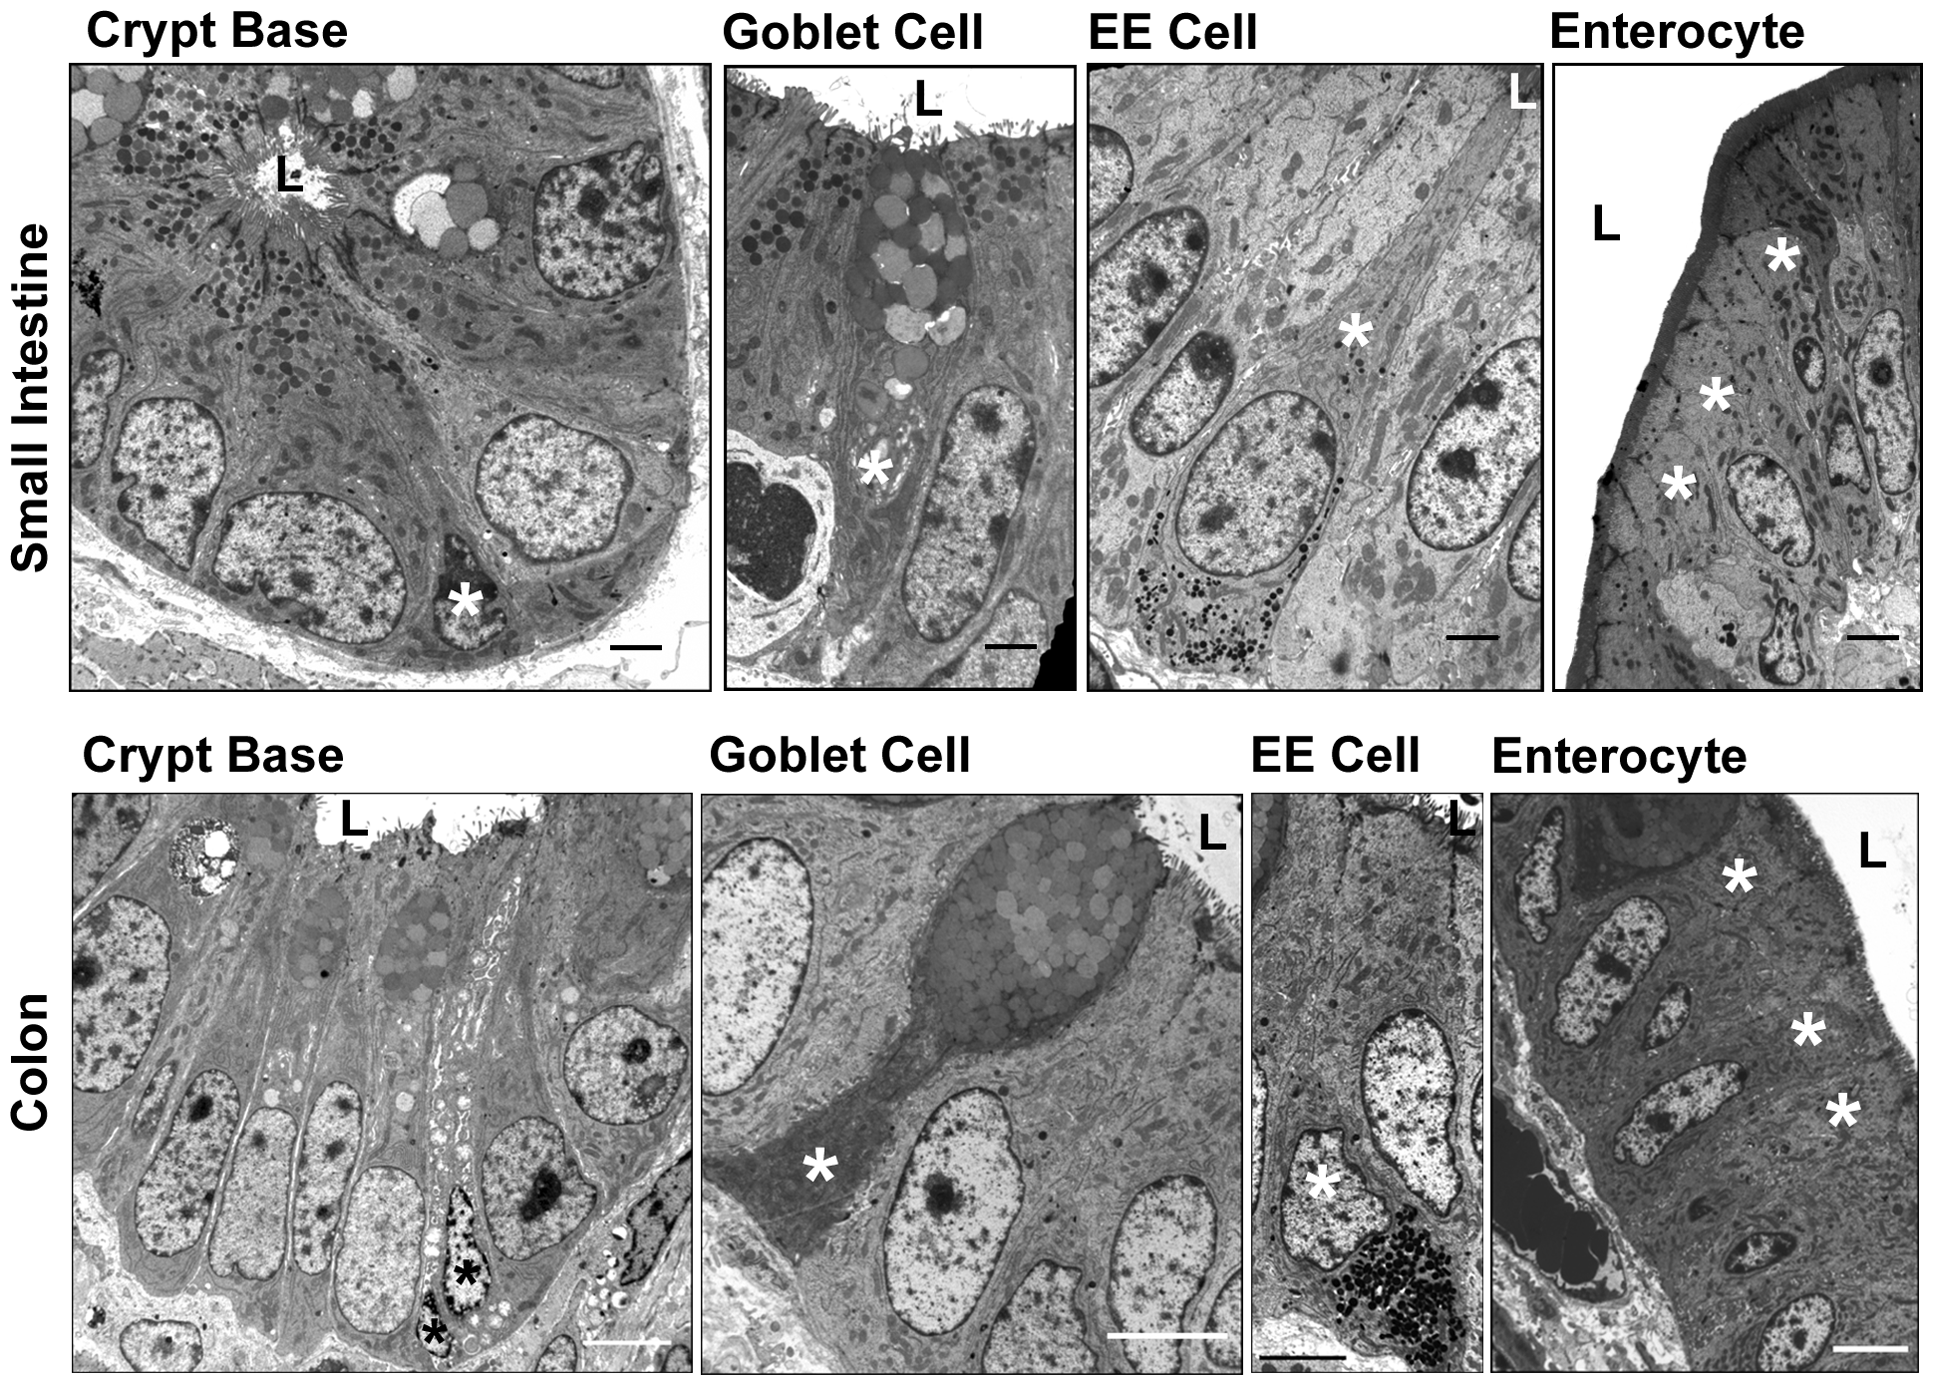 Crypt Base
Goblet Cell
EE Cell
Enterocyte
Small Intestine
L
L
L
L
*
*
*
*
*
*
Crypt Base
Goblet Cell
EE Cell
Enterocyte
Colon
L
L
L
L
*
*
*
*
*
*
*